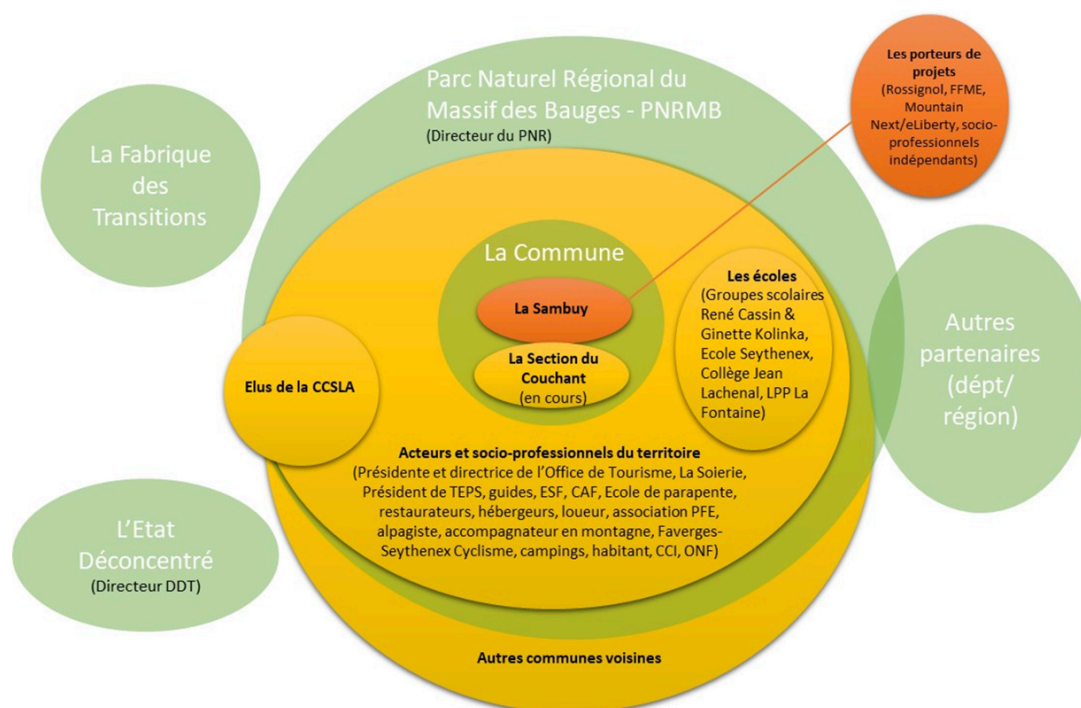 Parc Naturel Régional du
Massif des Bauges - PNRMB
(Directeur du PNR)
Les porteurs de
projets
(Rossignol, FFME,
Mountain
Next/eLiberty, socio-
professionnels
indépendants)
La Fabrique
des
Transitions
La Commune
La Sambuy
La Section du
Couchant
(en cours)
Les écoles
(Groupes scolaires
René Cassin &
Ginette Kolinka,
Ecole Seythenex,
Collège Jean
Lachenal, LPP La
Fontaine)
Autres
partenaires
(dépt/
région)
Elus de la CCSLA
Acteurs et socio-professionnels du territoire
(Présidente et directrice de l'Office de Tourisme, La Soierie,
Président de TEPS, guides, ESF, CAF, Ecole de parapente,
restaurateurs, hébergeurs, loueur, association PFE,
alpagiste, accompagnateur en montagne, Faverges-
Seythenex Cyclisme, campings, habitant, CCI, ONF)
L'Etat
Déconcentré
(Directeur DDT)
Autres communes voisines